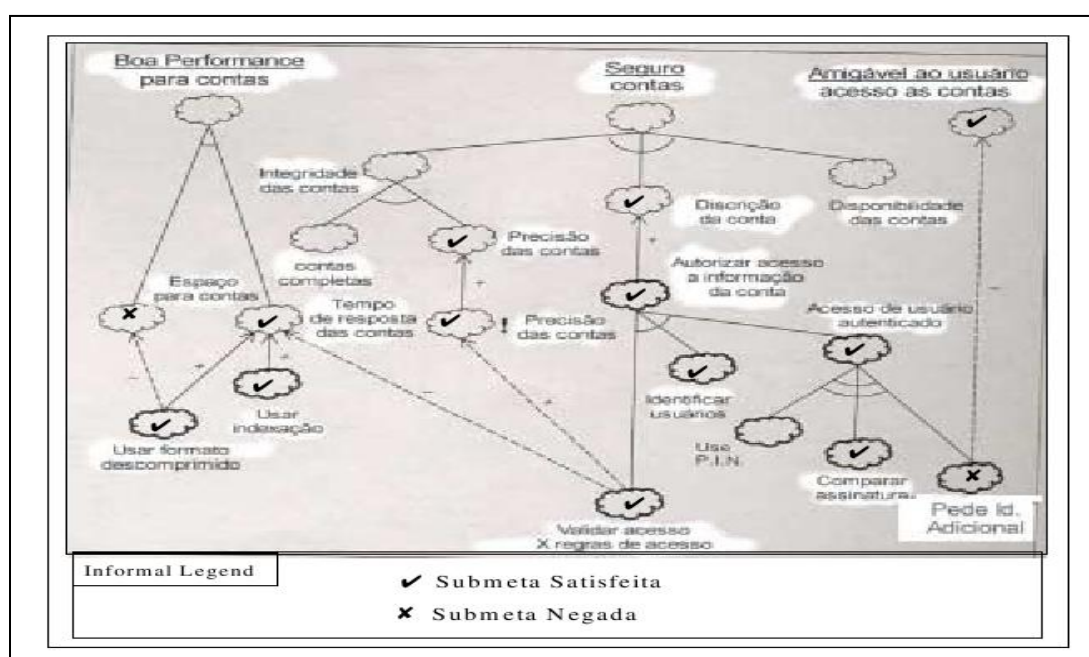 Boa Performance
para contas
Seguro
contas
Amigável ao usuário
acesso as contas
Integridade
das contas
Discrição
da conta
Disponibilidade
das contas
contas
completas
Precisão
das contas
Autorizar acesso
a informação
da conta
Espaço
para contas
Tempo
de resposta
das contas
! Precisão
das contas
Acesso de usuário
autenticado
Usar
indexação
Identificar
usuários
Usar formato
descomprimido
Use
P.I.N.
Comparar
assinatura
Pede Id.
Adicional
Validar acesso
X regras de acesso
Informal Legend
✔ Submeta Satisfeita
✘ Submeta Negada